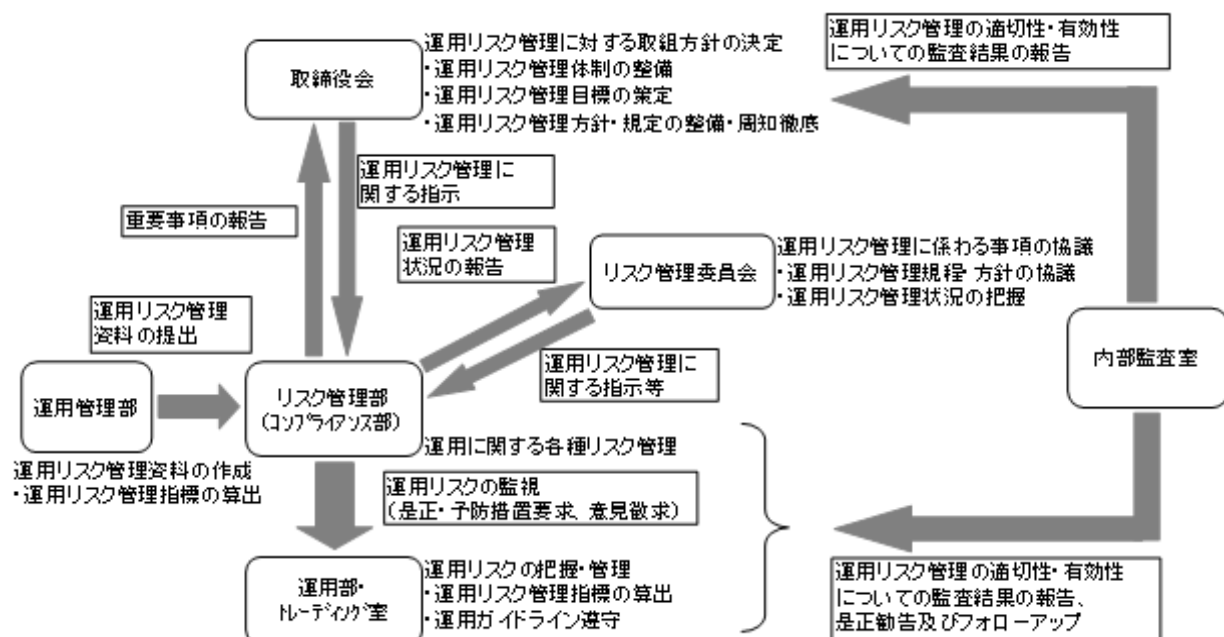 取締役会
運用リスク管理に対する取組方針の決定
・運用リスク管理体制の整備
・運用リスク管理目標の策定
・運用リスク管理方針・規定の整備・周知徹底
運用リスク管理の適切性・有効性
についての監査結果の報告
運用リスク管理に
関する指示
重要事項の報告
運用リスク管理
状況の報告
リスク管理委員会
運用リスク管理に係わる事項の協議
・運用リスク管理規程・方針の協議
・運用リスク管理状況の把握
運用リスク管理
資料の提出
内部監査室
運用リスク管理に
関する指示等
運用管理部
リスク管理部
(コンプライアンス部)
運用に関する各種リスク管理
運用リスク管理資料の作成
・運用リスク管理指標の算出
運用リスクの監視
(是正・予防措置要求、意見徴求)
運用部・
トレーディング室
運用リスクの把握・管理
・運用リスク管理指標の算出
・運用ガイドライン遵守
運用リスク管理の適切性・有効性
についての監査結果の報告、
是正勧告及びフォローアップ